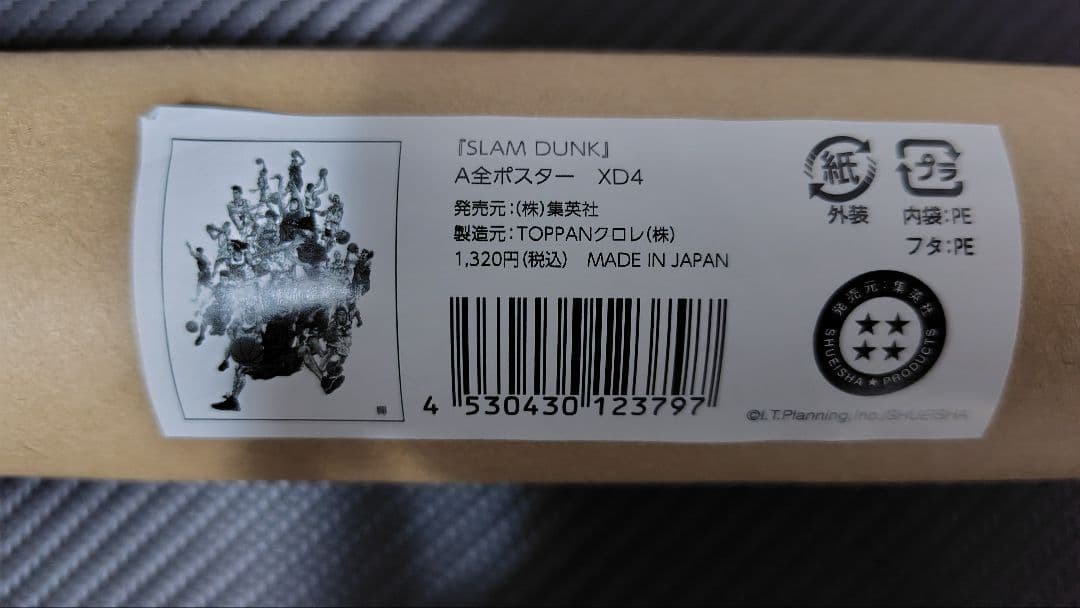 『SLAM DUNK』
A全ポスター XD4
発売元:(株)集英社
製造元:TOPPANクロレ(株)
1,320円(税込) MADE IN JAPAN
4 530430 123797
紙
外装
プラ
内袋:PE
フタ:PE
発売元:集英社
SHUEISHA★PRODUCTS
©I.T.Planning, Inc./SHUEISHA